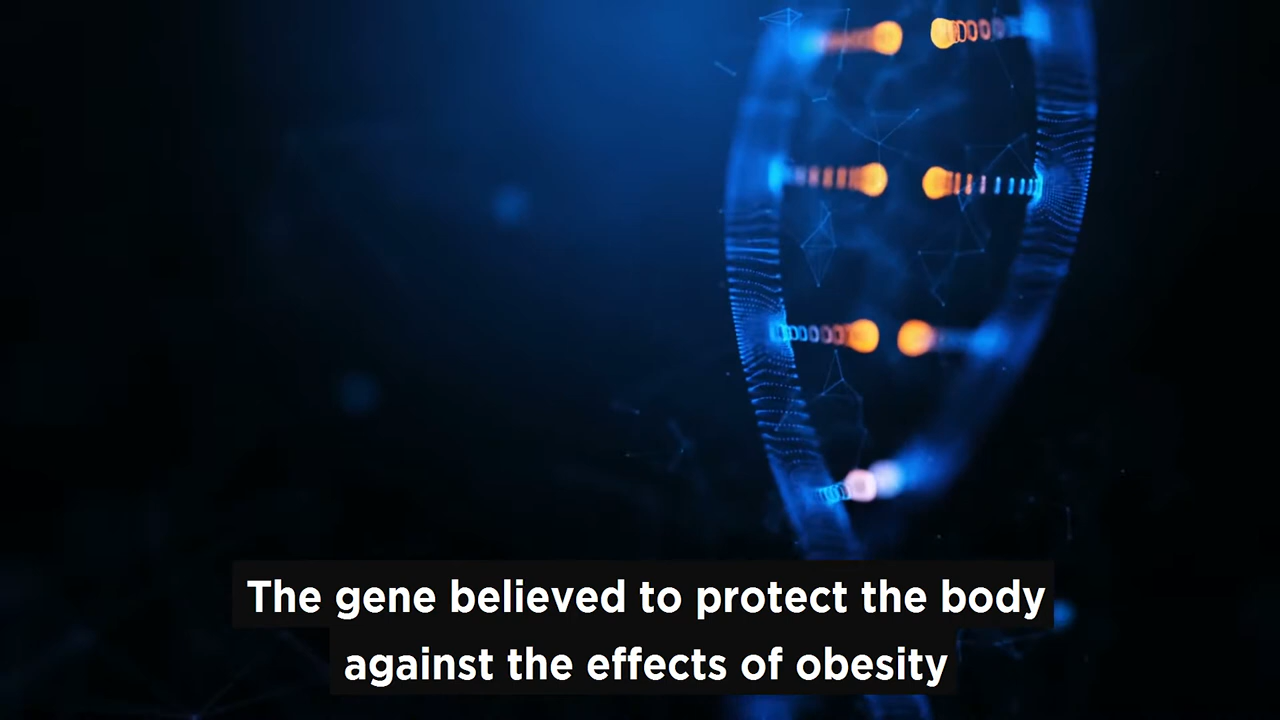 The gene believed to protect the body
against the effects of obesity